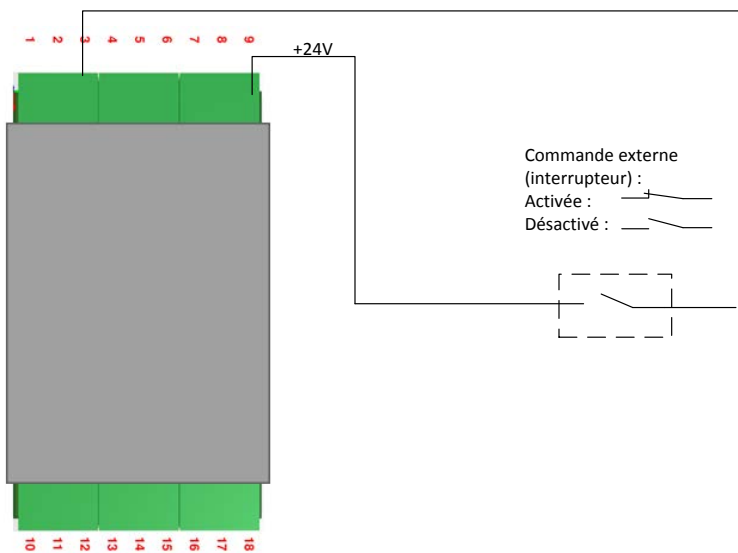 1 2 3 4 5 6 7 8 9
+24V
Commande externe
(interrupteur) :
Activée :
Désactivé :
10 11 12 13 14 15 16 17 18